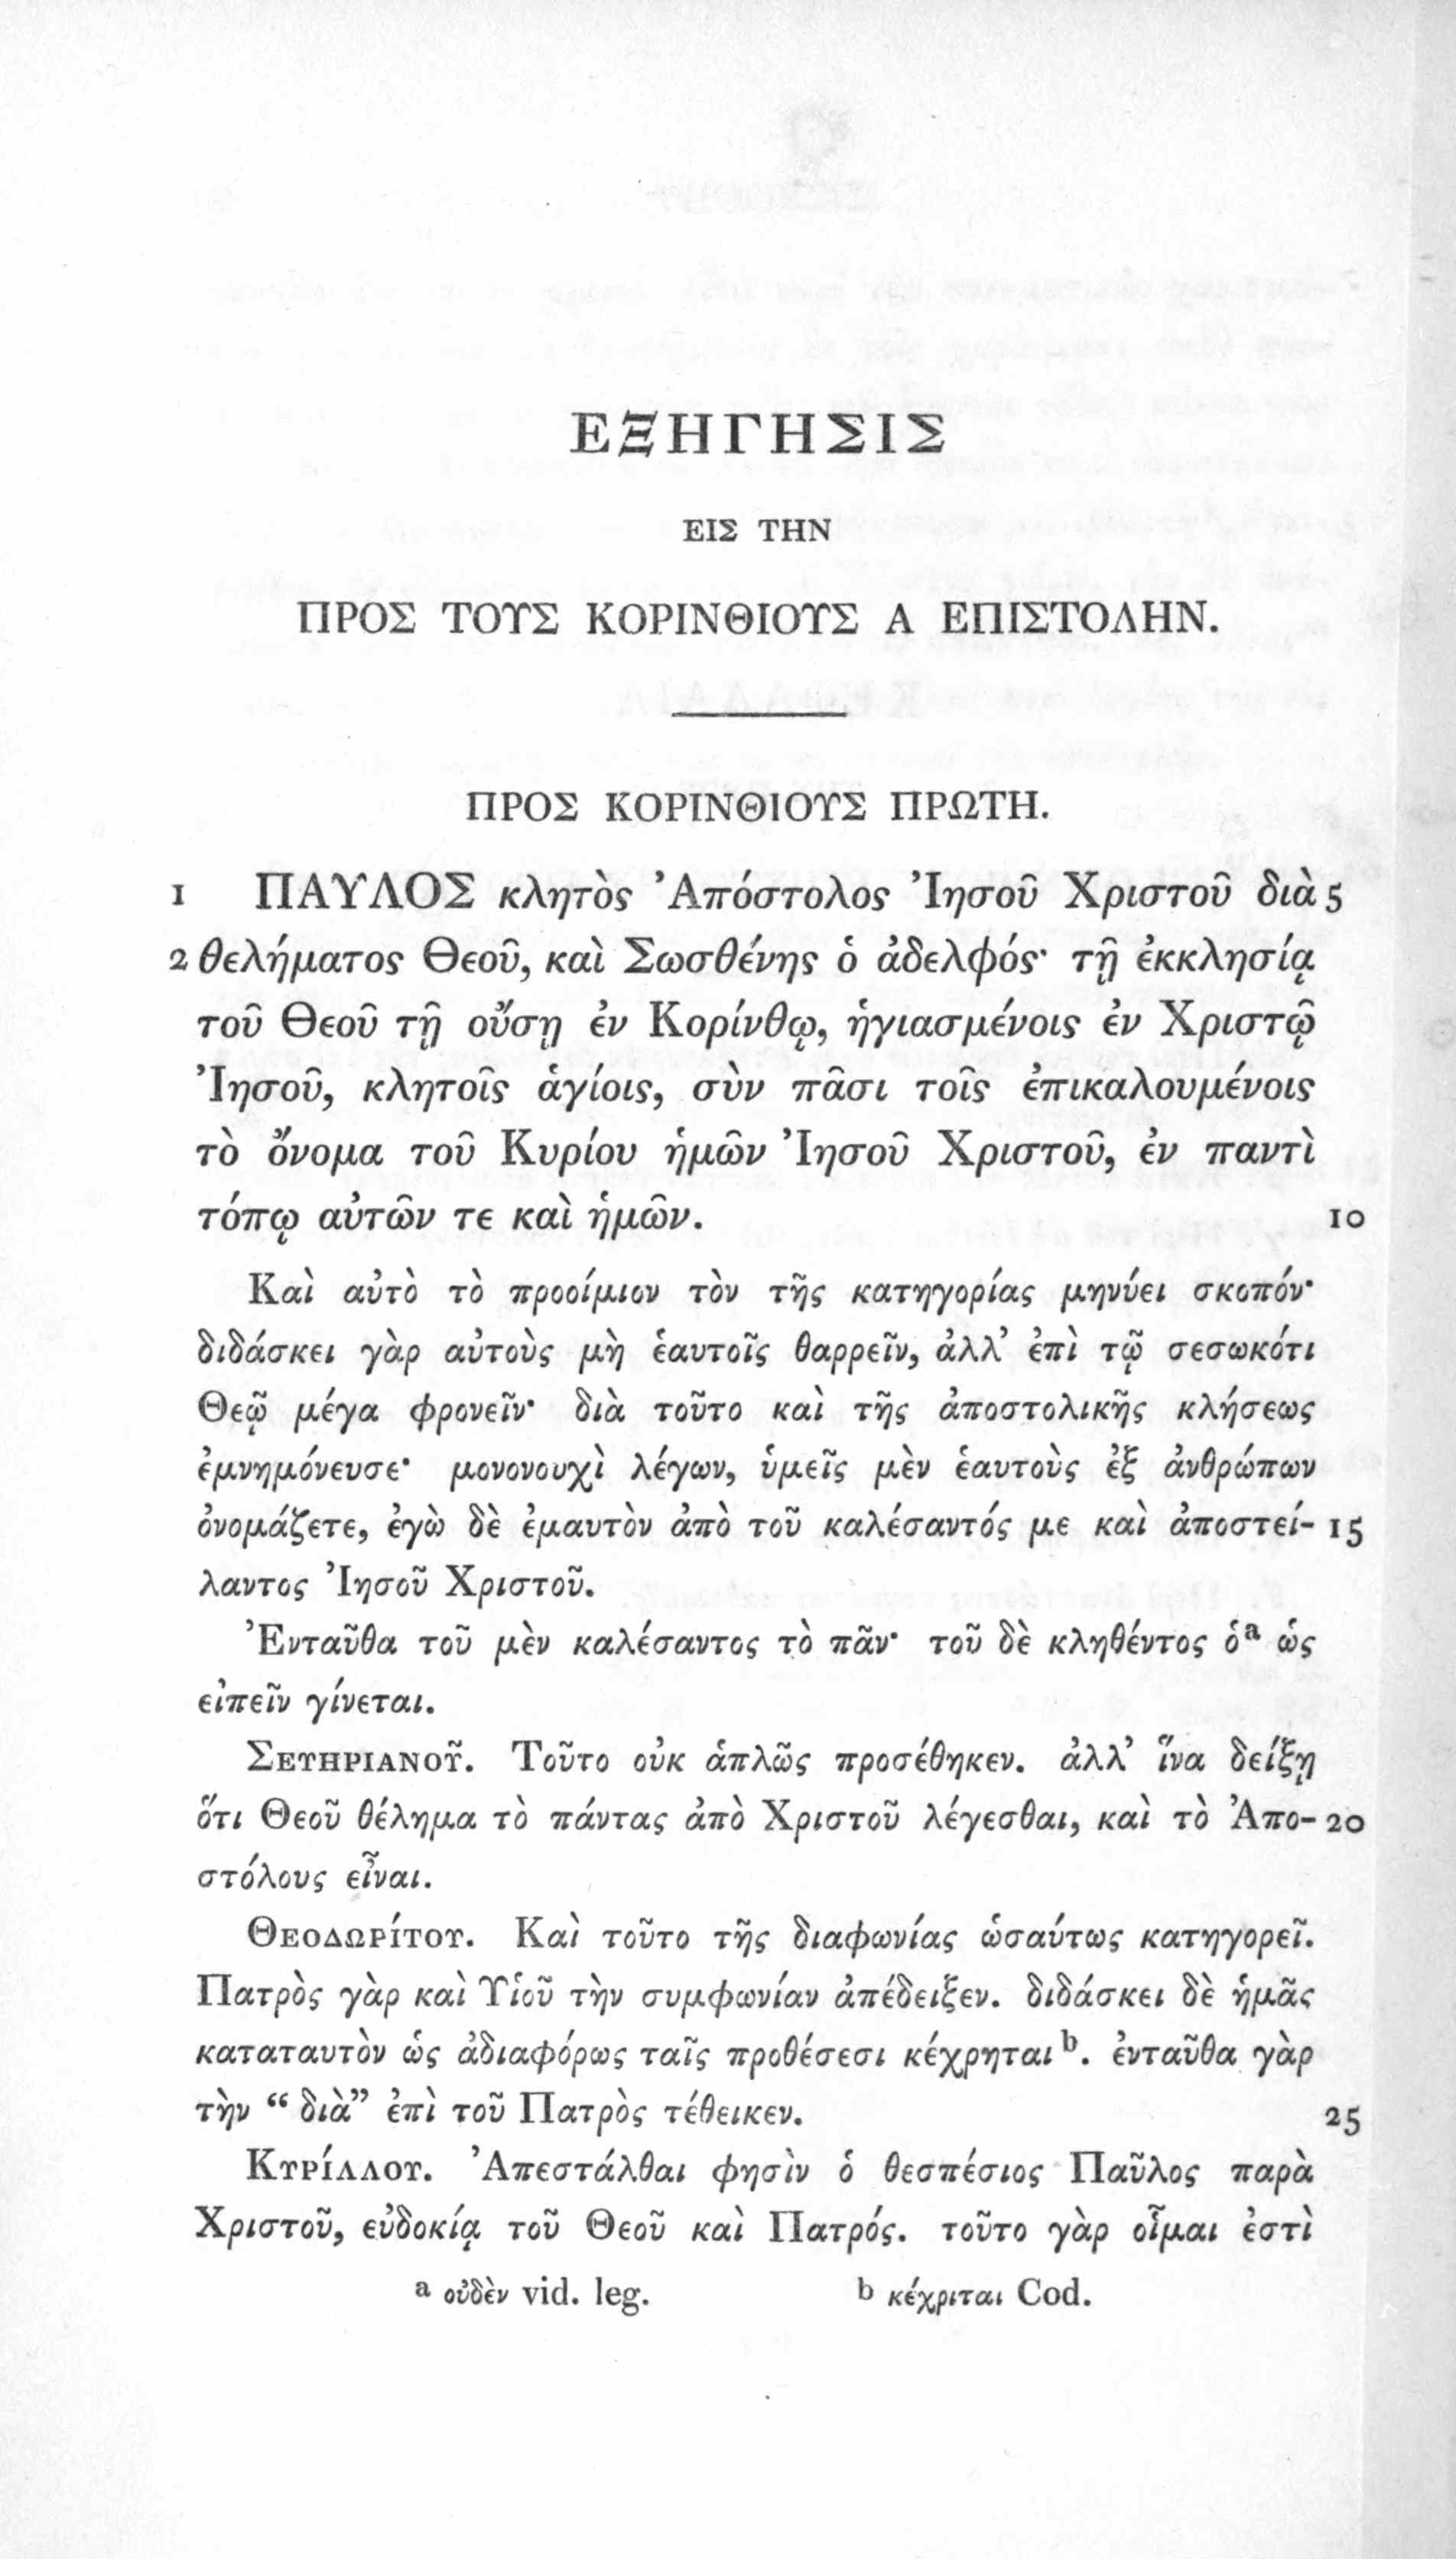 ΕΞΗΓΗΣΙΣ
ΕΙΣ ΤΗΝ
ΠΡΟΣ ΤΟΥΣ ΚΟΡΙΝΘΙΟΥΣ Α ΕΠΙΣΤΟΛΗΝ.
ΠΡΟΣ ΚΟΡΙΝΘΙΟΥΣ ΠΡΩΤΗ.
1 ΠΑΥΛΟΣ κλητὸς Ἀπόστολος Ἰησοῦ Χριστοῦ διὰ 5
2 θελήματος Θεοῦ, καὶ Σωσθένης ὁ ἀδελφός· τῇ ἐκκλησίᾳ
τοῦ Θεοῦ τῇ οὔσῃ ἐν Κορίνθῳ, ἡγιασμένοις ἐν Χριστῷ
Ἰησοῦ, κλητοῖς ἁγίοις, σὺν πᾶσι τοῖς ἐπικαλουμένοις
τὸ ὄνομα τοῦ Κυρίου ἡμῶν Ἰησοῦ Χριστοῦ, ἐν παντὶ
τόπῳ αὐτῶν τε καὶ ἡμῶν. 10
Καὶ αὐτὸ τὸ προοίμιον τὸν τῆς κατηγορίας μηνύει σκοπόν·
διδάσκει γὰρ αὐτοὺς μὴ ἑαυτοῖς θαρρεῖν, ἀλλ’ ἐπὶ τῷ σεσωκότι
Θεῷ μέγα φρονεῖν· διὰ τοῦτο καὶ τῆς ἀποστολικῆς κλήσεως
ἐμνημόνευσε· μονονουχὶ λέγων, ὑμεῖς μὲν ἑαυτοὺς ἐξ ἀνθρώπων
ὀνομάζετε, ἐγὼ δὲ ἐμαυτὸν ἀπὸ τοῦ καλέσαντός με καὶ ἀποστεί- 15
λαντος Ἰησοῦ Χριστοῦ.
Ἐνταῦθα τοῦ μὲν καλέσαντος τὸ πᾶν· τοῦ δὲ κληθέντος ὁ a ὡς
εἰπεῖν γίνεται.
Σευηριανοῦ. Τοῦτο οὐκ ἁπλῶς προσέθηκεν. ἀλλ’ ἵνα δείξῃ
ὅτι Θεοῦ θέλημα τὸ πάντας ἀπὸ Χριστοῦ λέγεσθαι, καὶ τὸ Ἀπο- 20
στόλους εἶναι.
Θεοδωρίτου. Καὶ τοῦτο τῆς διαφωνίας ὡσαύτως κατηγορεῖ.
Πατρὸς γὰρ καὶ Υἱοῦ τὴν συμφωνίαν ἀπέδειξεν. διδάσκει δὲ ἡμᾶς
καταταυτὸν ὡς ἀδιαφόρως ταῖς προθέσεσι κέχρηται b. ἐνταῦθα γὰρ
τὴν “ διὰ” ἐπὶ τοῦ Πατρὸς τέθεικεν. 25
Κυρίλλου. Ἀπεστάλθαι φησὶν ὁ θεσπέσιος Παῦλος παρὰ
Χριστοῦ, εὐδοκίᾳ τοῦ Θεοῦ καὶ Πατρός. τοῦτο γὰρ οἶμαι ἐστὶ
a οὐδὲν vid. leg. b κέχριται Cod.